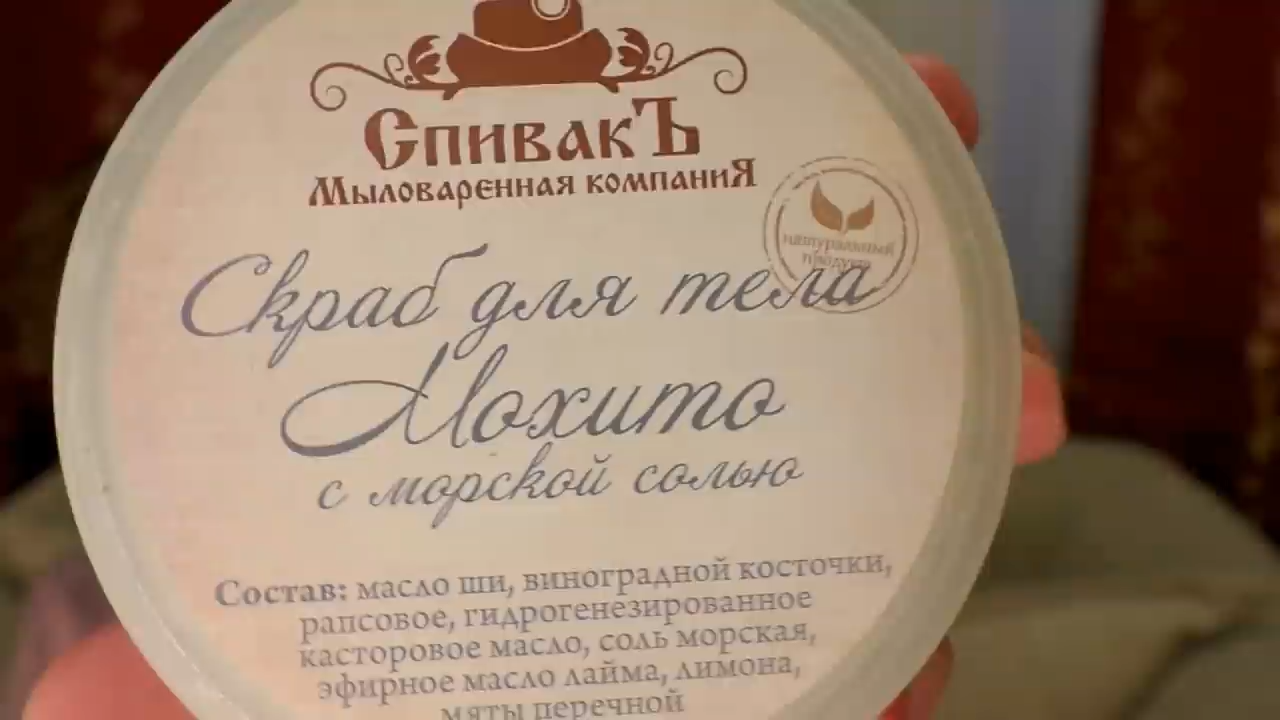 СпивакЪ
Мыловаренная компаниЯ
натуральный
продукт
Скраб для тела
Мохито
с морской солью
Состав: масло ши, виноградной косточки,
рапсовое, гидрогенезированное
касторовое масло, соль морская,
эфирное масло лайма, лимона,
мяты перечной